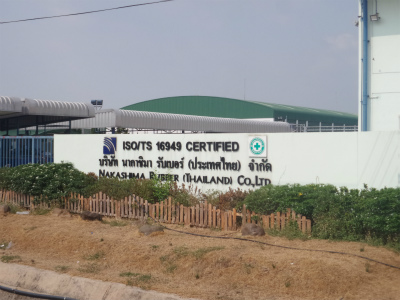 ISO/TS 16949 CERTIFIED
บริษัท นาคาชิมา รับเบอร์ (ประเทศไทย) จำกัด
NAKASHIMA RUBBER (THAILAND) CO.,LTD.